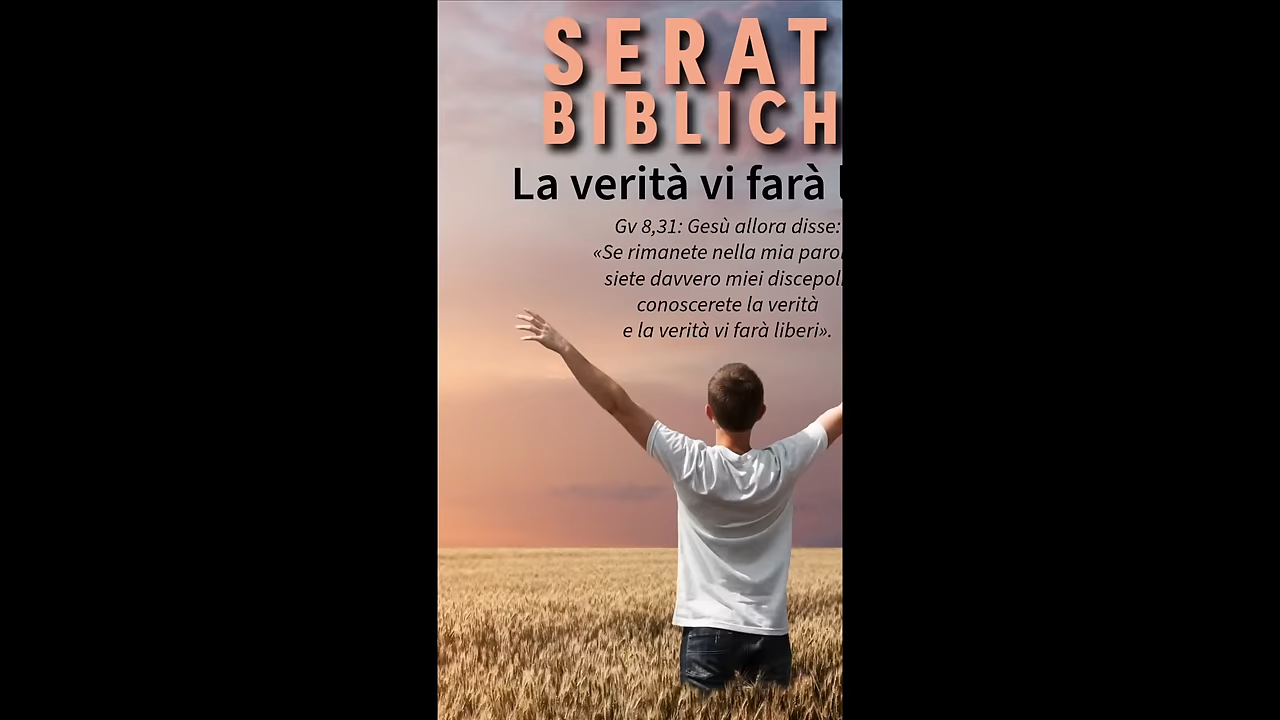 SERAT
BIBLICH
La verità vi farà
Gv 8,31: Gesù allora disse:
«Se rimanete nella mia paro
siete davvero miei discepol
conoscerete la verità
e la verità vi farà liberi».